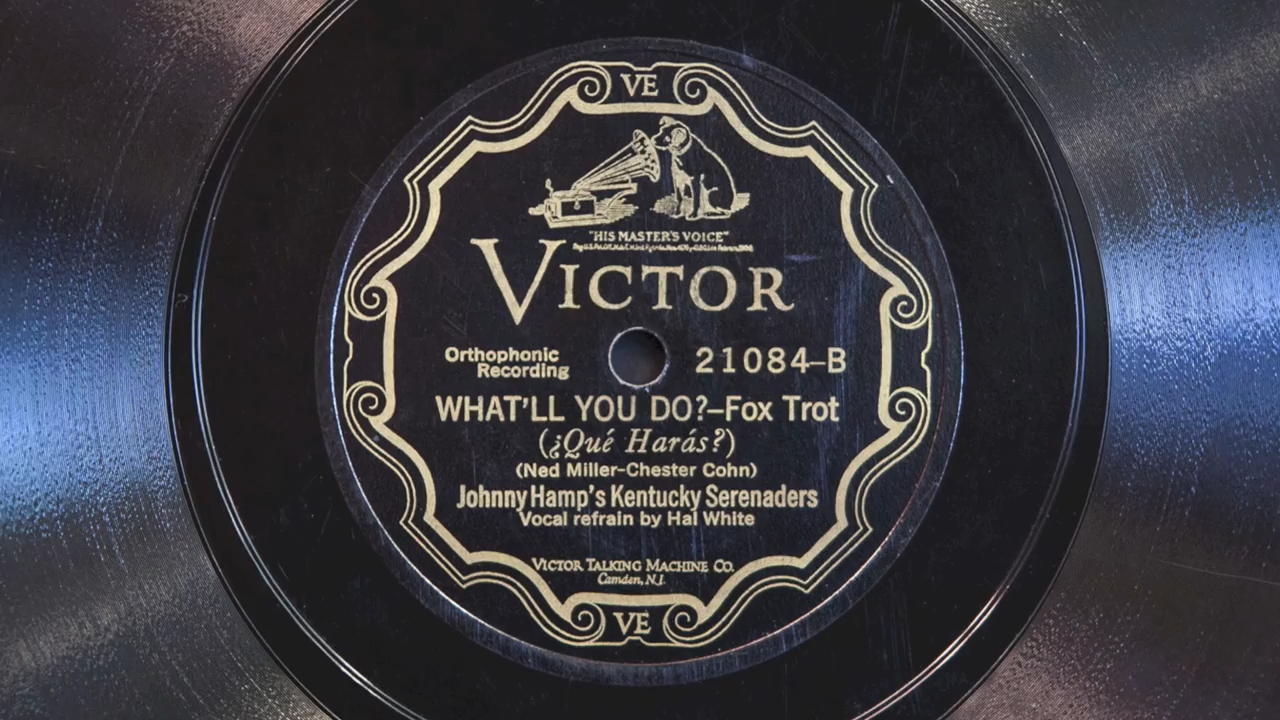 VE
"HIS MASTER'S VOICE"
VICTOR
Orthophonic
Recording
21084-B
WHAT'LL YOU DO?-Fox Trot
(¿Qué Harás?)
(Ned Miller-Chester Cohn)
Johnny Hamp's Kentucky Serenaders
Vocal refrain by Hal White
VICTOR TALKING MACHINE CO.
Camden, N.J.
VE